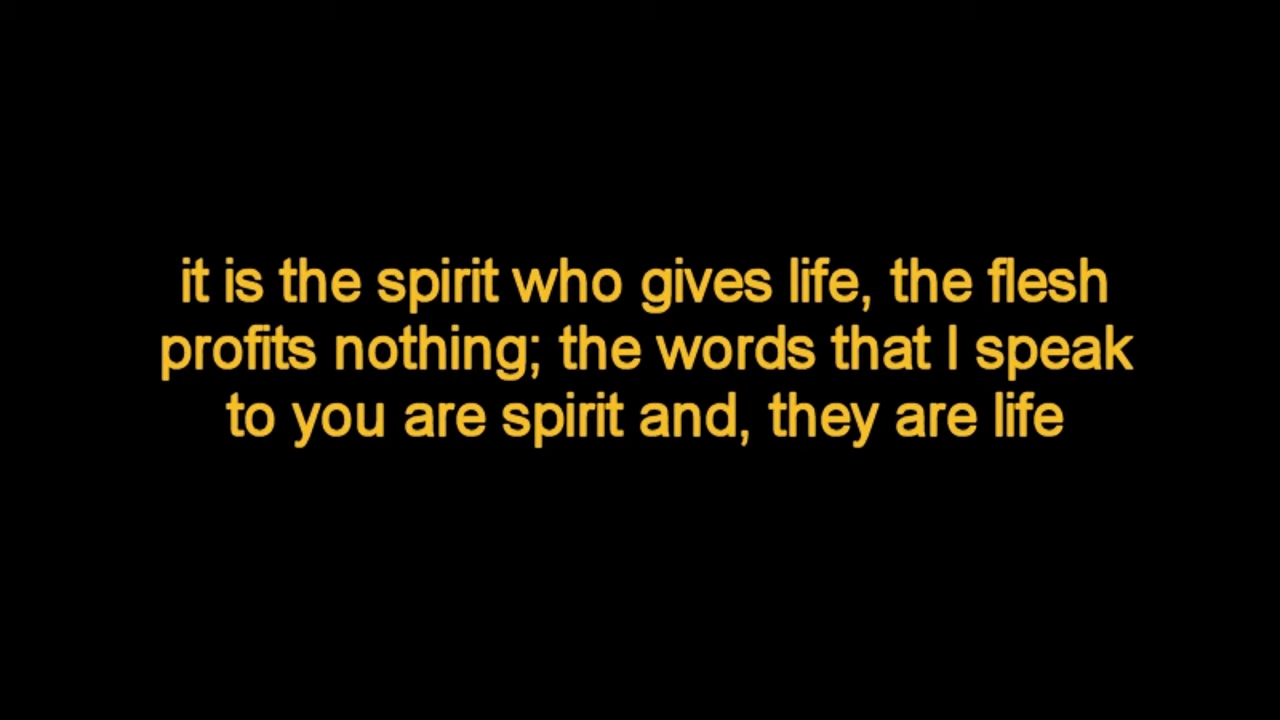 it is the spirit who gives life, the flesh
profits nothing; the words that I speak
to you are spirit and, they are life